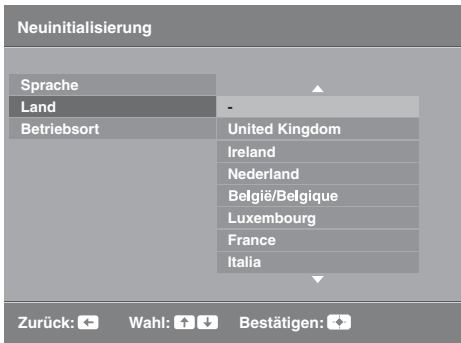 Neuinitialisierung
Sprache
Land
-
Betriebsort
United Kingdom
Ireland
Nederland
België/Belgique
Luxembourg
France
Italia
Zurück: Wahl: Bestätigen: